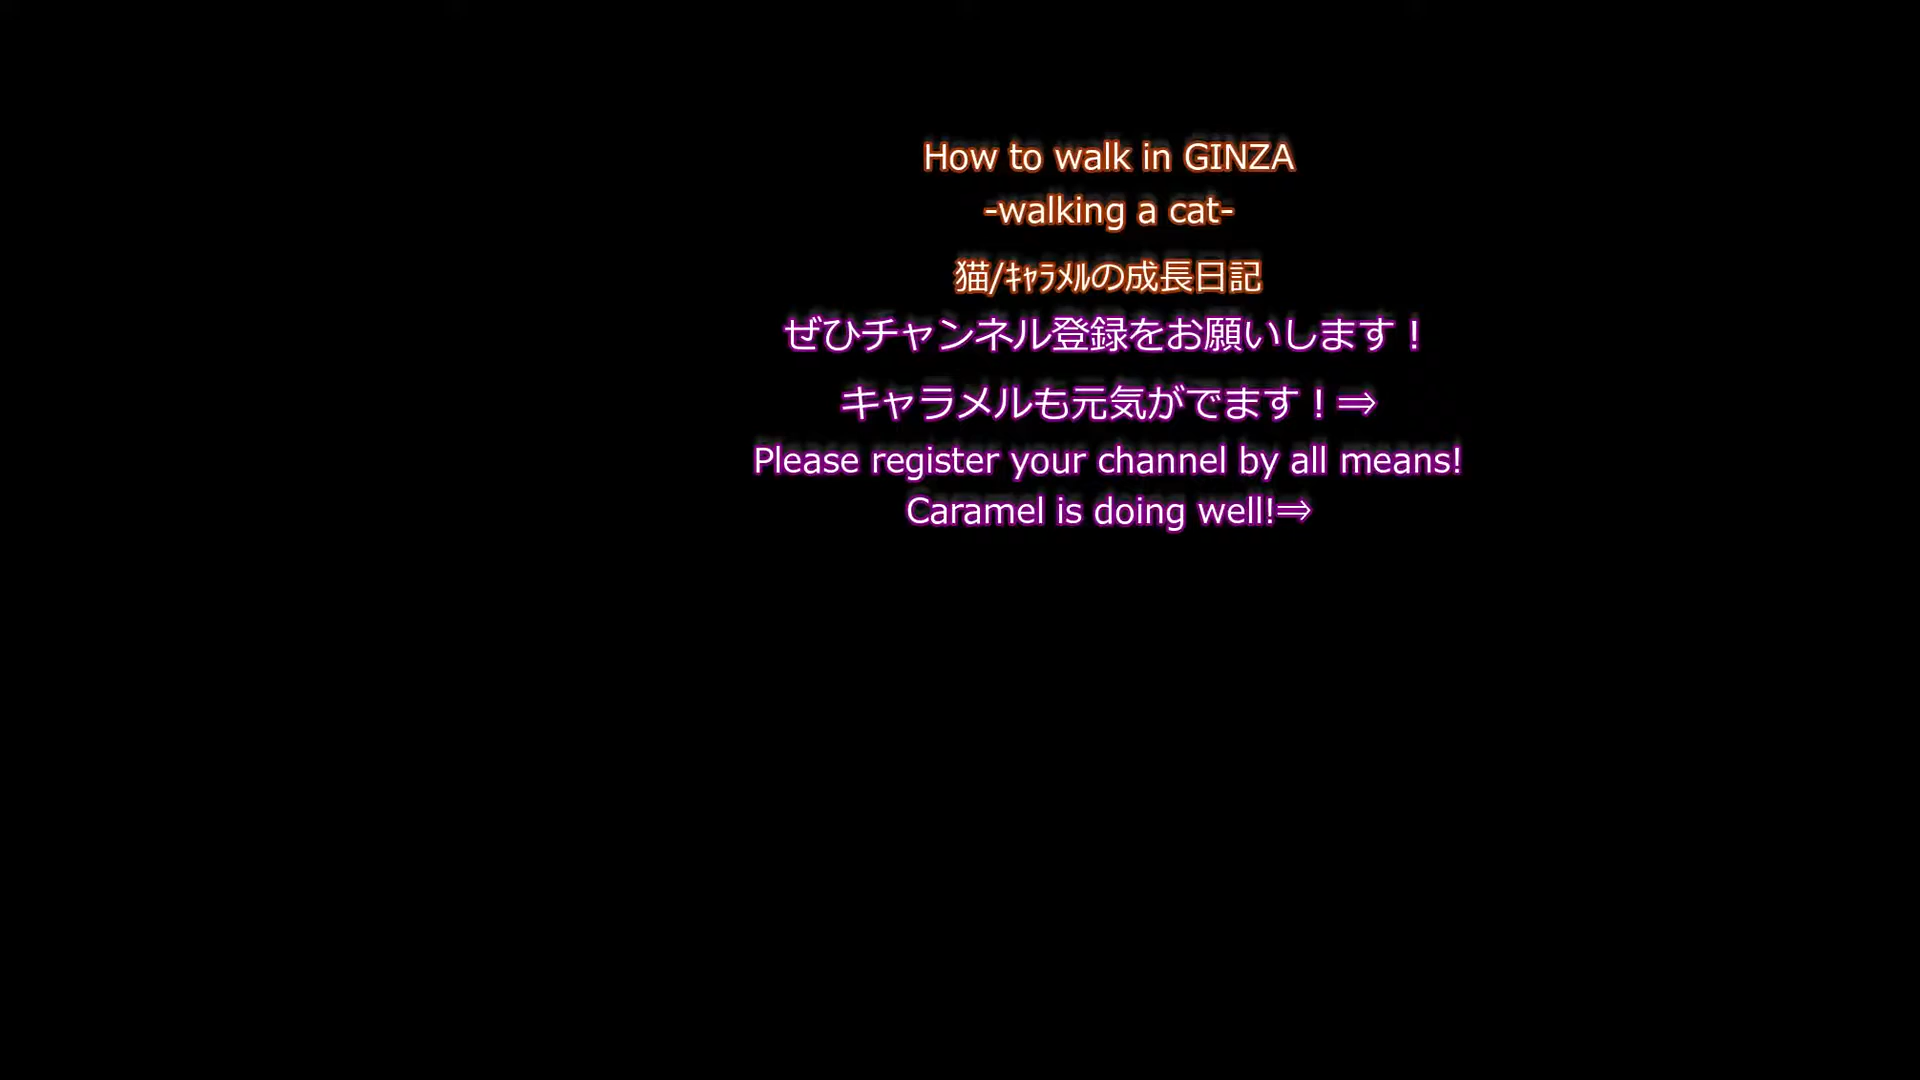 How to walk in GINZA
-walking a cat-
猫/ｷｬﾗﾒﾙの成長日記
ぜひチャンネル登録をお願いします！
キャラメルも元気がでます！⇒
Please register your channel by all means!
Caramel is doing well!⇒